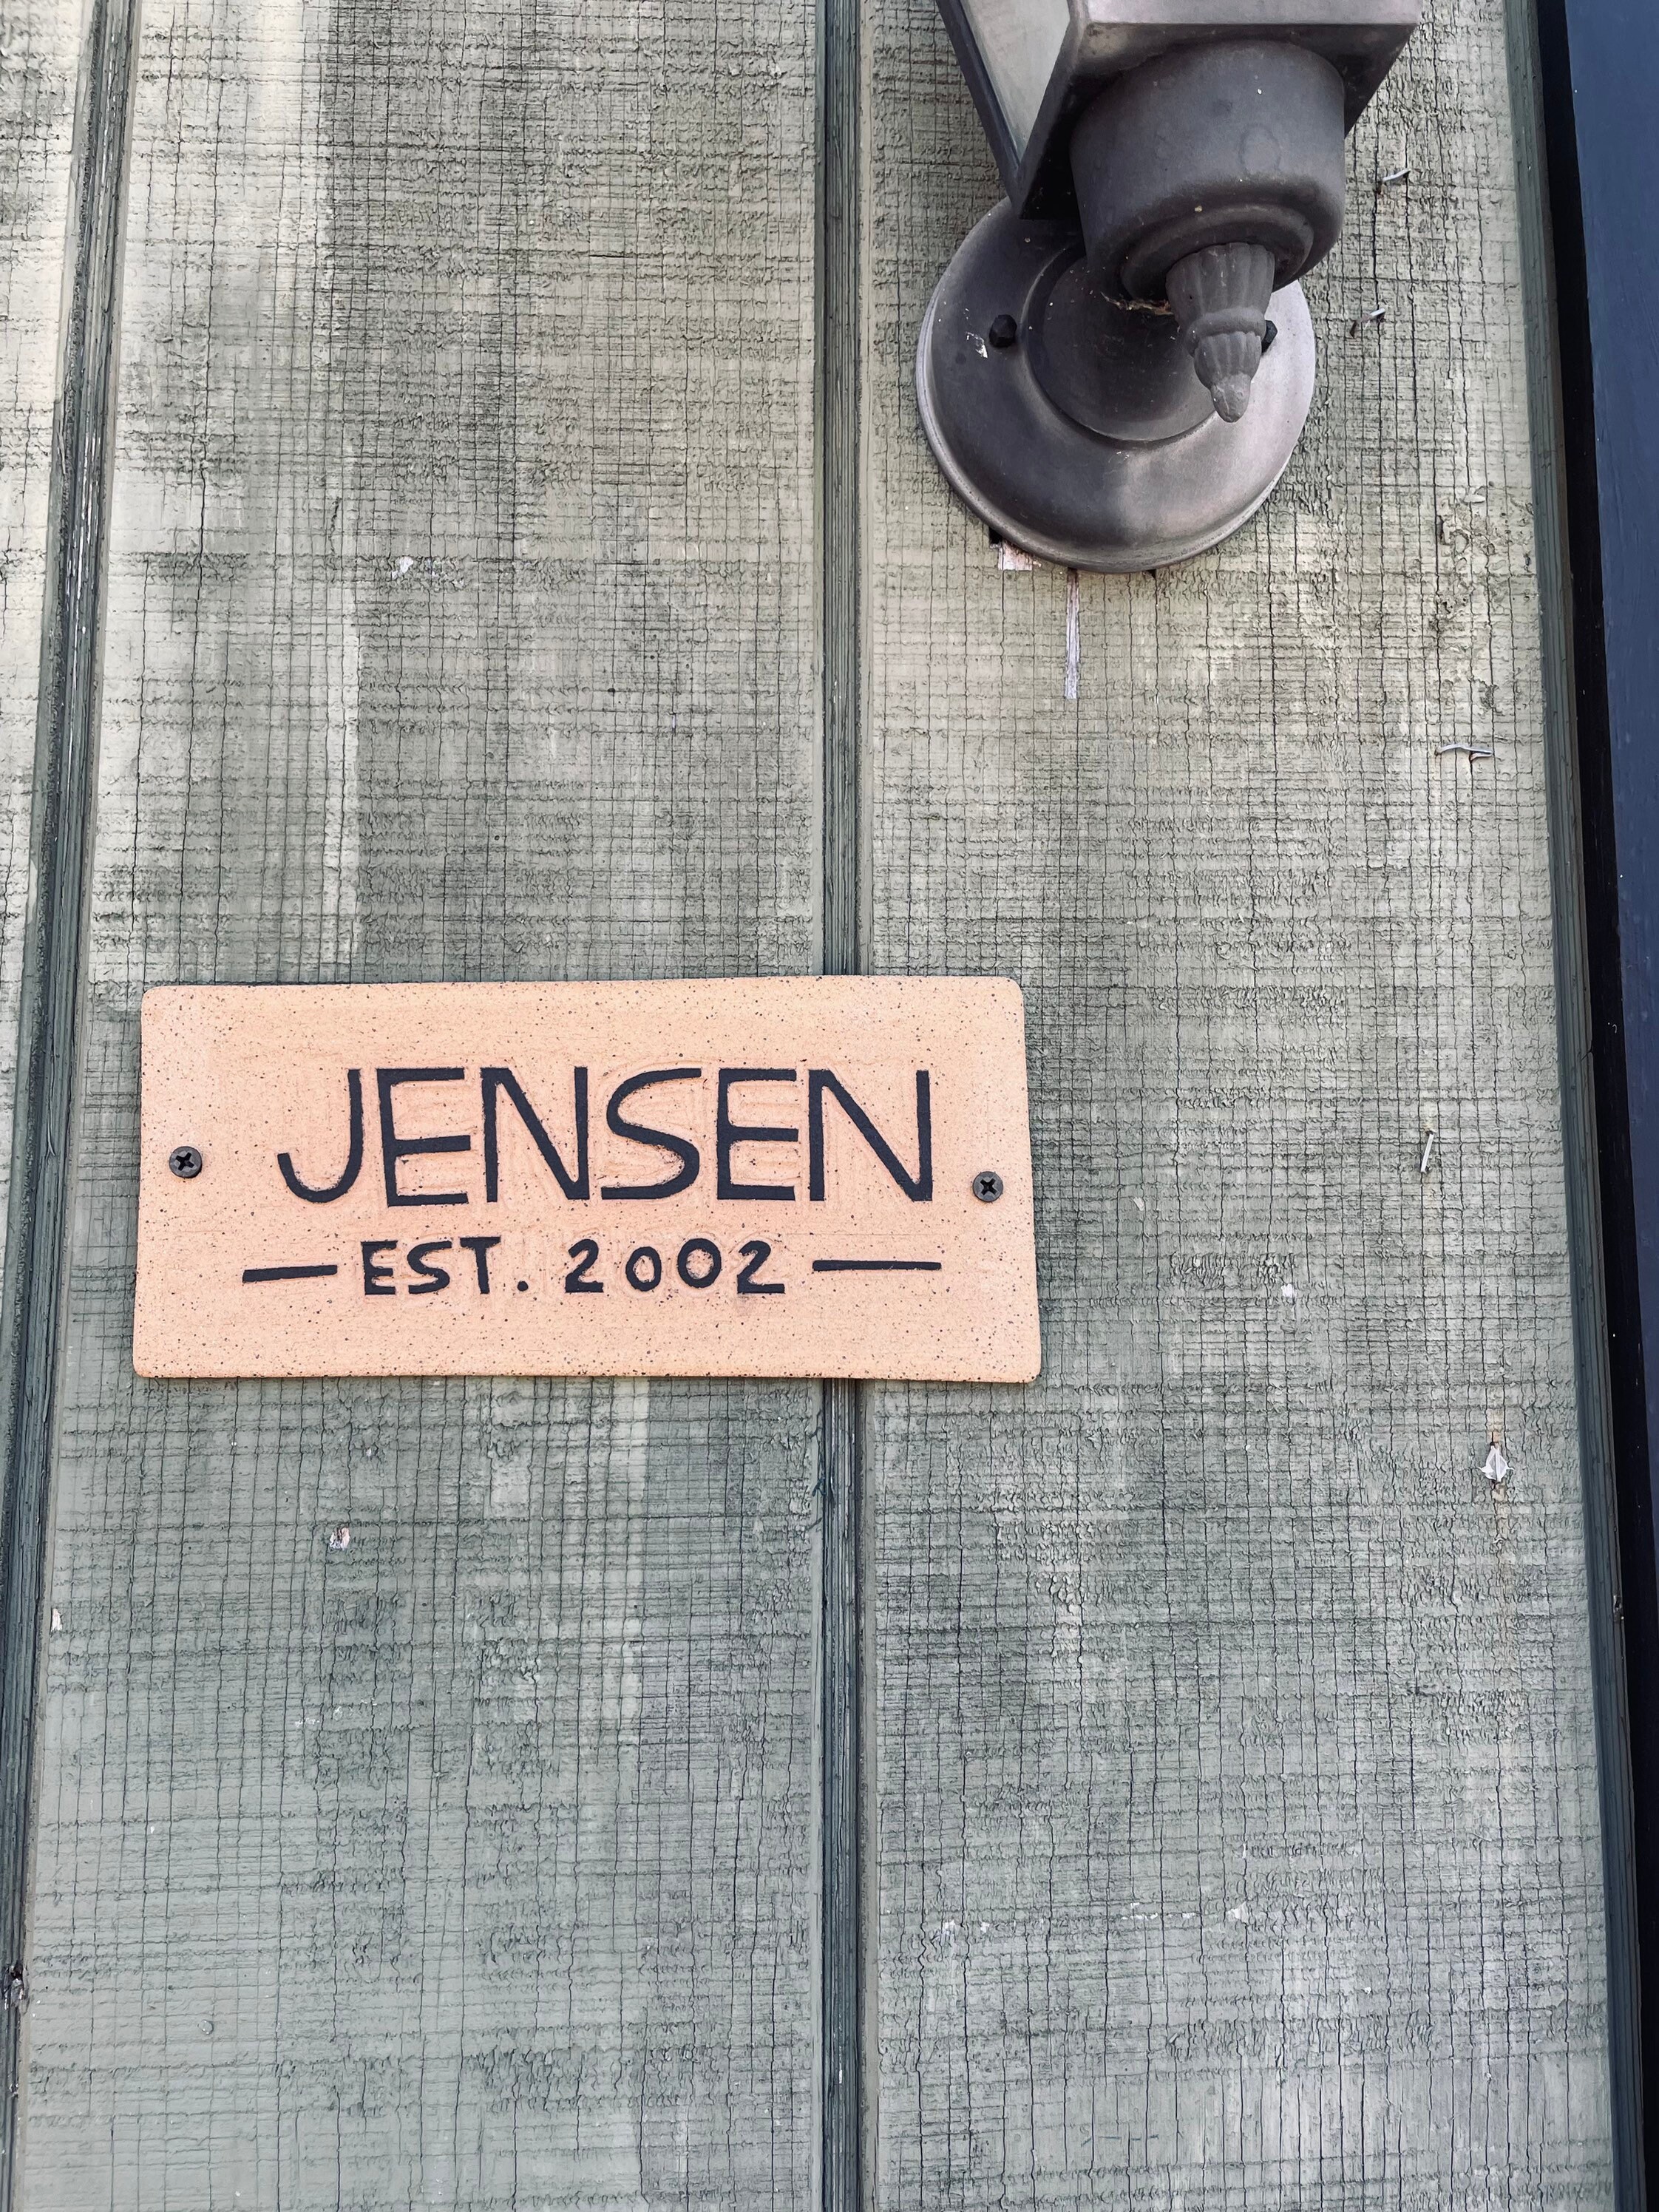 JENSEN
— EST. 2002 —